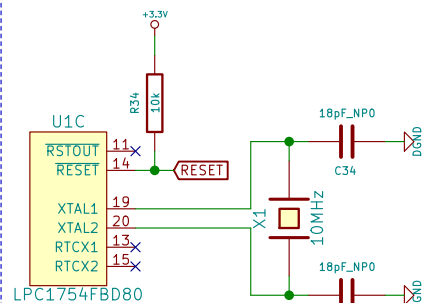 +3.3V
R34
10k
18pF_NP0
DGND
C34
U1C
RSTOUT 11
RESET 14
RESET
XTAL1 19
XTAL2 20
RTCX1 13
RTCX2 15
X1
10MHz
LPC1754FBD80
18pF_NP0
GND